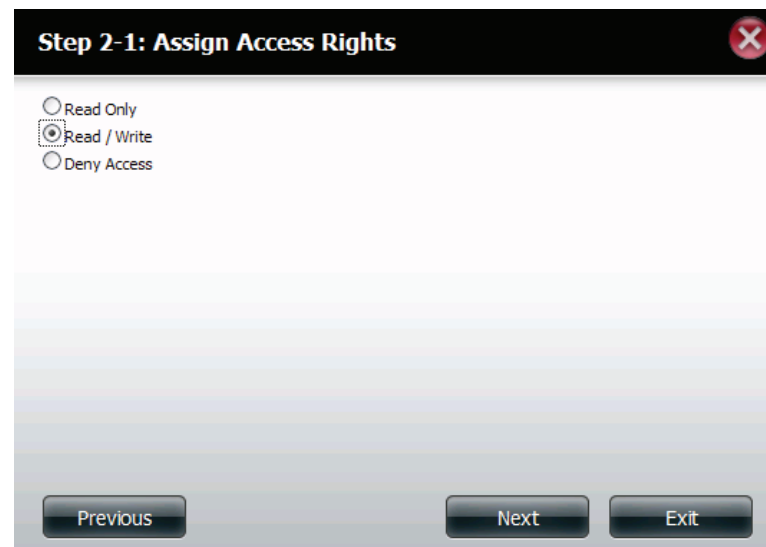 Step 2-1: Assign Access Rights
Read Only
Read / Write
Deny Access
Previous Next Exit